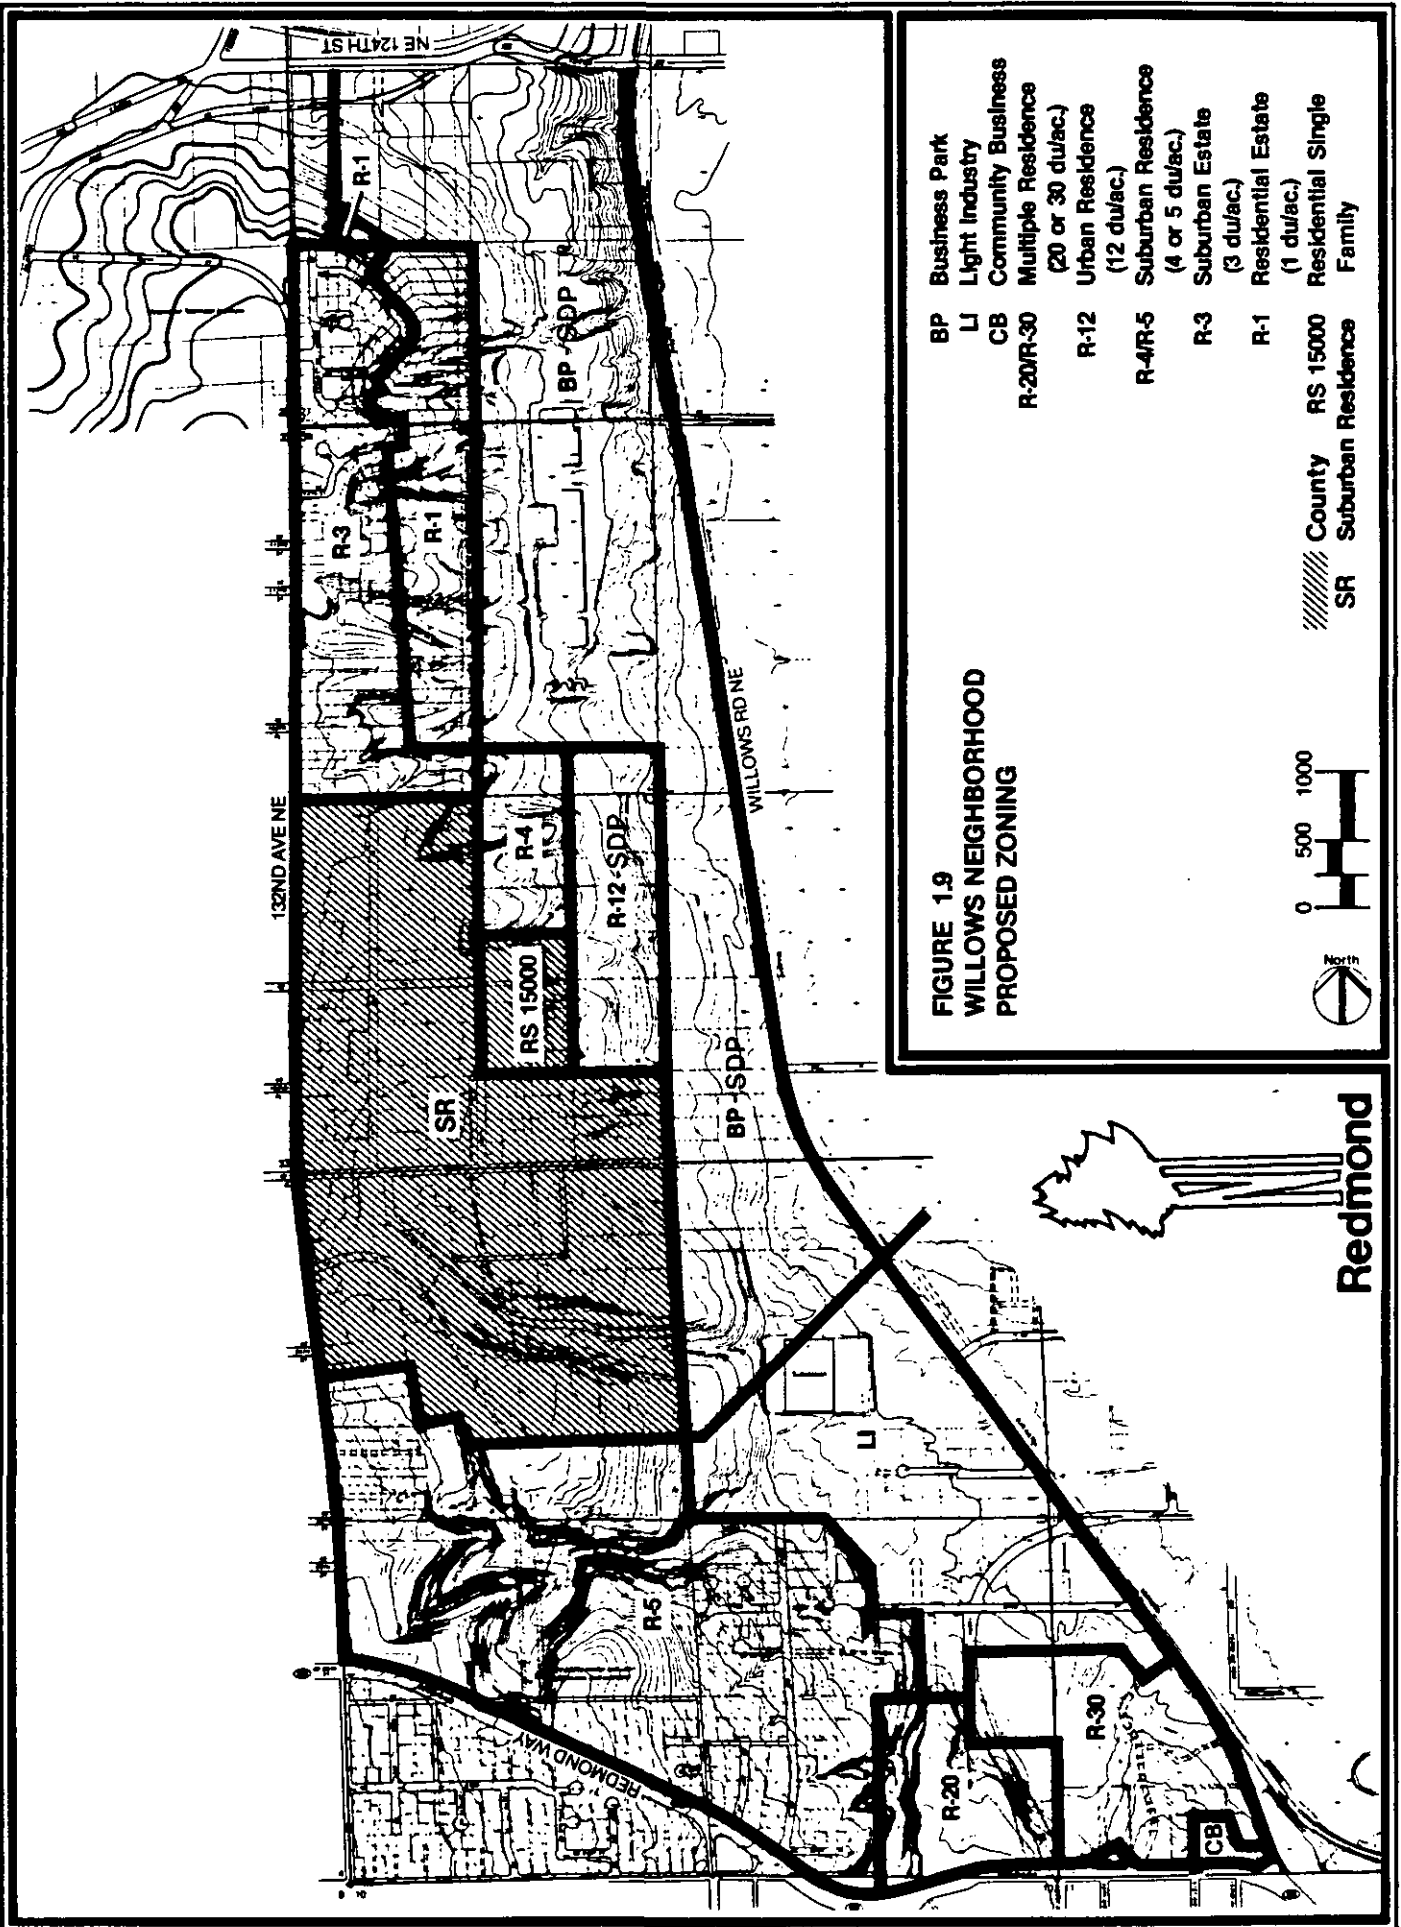 FIGURE 1.9
WILLOWS NEIGHBORHOOD
PROPOSED ZONING
North
0 500 1000
BP Business Park
LI Light Industry
CB Community Business
R-20/R-30 Multiple Residence
(20 or 30 du/ac.)
R-12 Urban Residence
(12 du/ac.)
R-4/R-5 Suburban Residence
(4 or 5 du/ac.)
R-3 Suburban Estate
(3 du/ac.)
R-1 Residential Estate
(1 du/ac.)
County RS 15000 Residential Single
SR Suburban Residence Family
Redmond
132ND AVE NE
NE 124TH ST
WILLOWS RD NE
REDMOND WAY
R-1
R-3
R-1
BP - SDP
R-4
R-12 - SDP
RS 15000
SR
BP - SDP
LI
R-5
R-20
R-30
CB